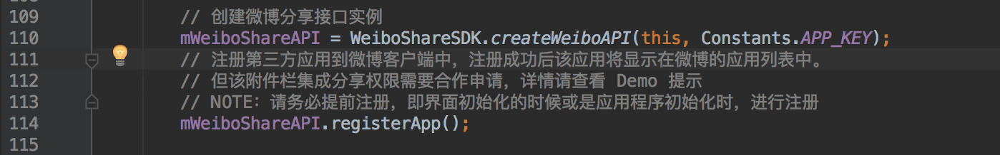 109 // 创建微博分享接口实例
110 mWeiboShareAPI = WeiboShareSDK.createWeiboAPI(this, Constants.APP_KEY);
111 // 注册第三方应用到微博客户端中，注册成功后该应用将显示在微博的应用列表中。
112 // 但该附件栏集成分享权限需要合作申请，详情请查看 Demo 提示
113 // NOTE：请务必提前注册，即界面初始化的时候或是应用程序初始化时，进行注册
114 mWeiboShareAPI.registerApp();
115